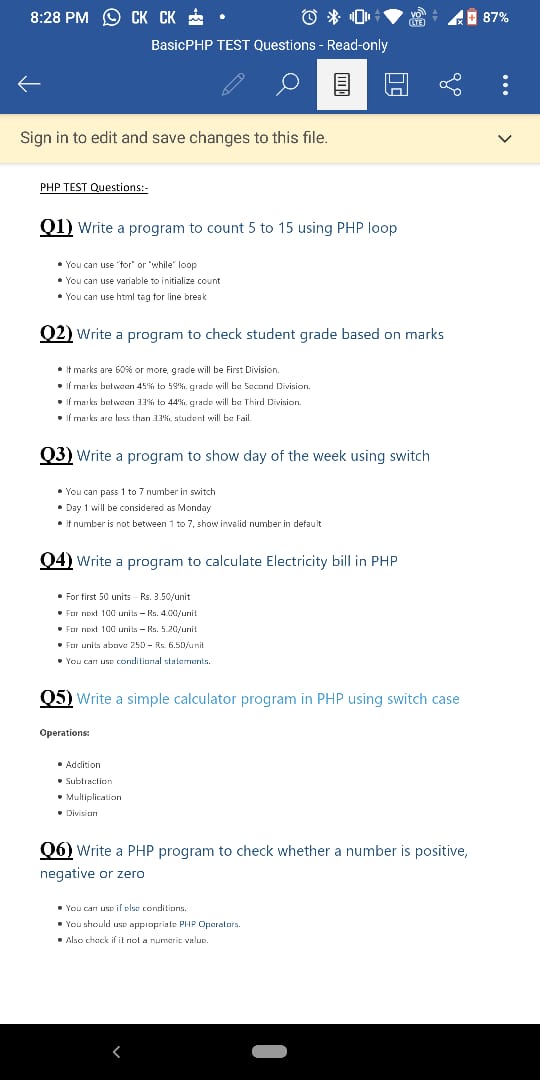 8:28 PM CK CK VO LTE 87%
BasicPHP TEST Questions - Read-only
Sign in to edit and save changes to this file.
PHP TEST Questions:-
Q1) Write a program to count 5 to 15 using PHP loop
• You can use "for" or "while" loop
• You can use variable to initialize count
• You can use html tag for line break
Q2) Write a program to check student grade based on marks
• If marks are 60% or more, grade will be First Division.
• If marks between 45% to 59%, grade will be Second Division.
• If marks between 33% to 44%, grade will be Third Division.
• If marks are less than 33%, student will be Fail.
Q3) Write a program to show day of the week using switch
• You can pass 1 to 7 number in switch
• Day 1 will be considered as Monday
• If number is not between 1 to 7, show invalid number in default
Q4) Write a program to calculate Electricity bill in PHP
• For first 50 units – Rs. 3.50/unit
• For next 100 units – Rs. 4.00/unit
• For next 100 units – Rs. 5.20/unit
• For units above 250 – Rs. 6.50/unit
• You can use conditional statements.
Q5) Write a simple calculator program in PHP using switch case
Operations:
• Addition
• Subtraction
• Multiplication
• Division
Q6) Write a PHP program to check whether a number is positive,
negative or zero
• You can use if else conditions.
• You should use appropriate PHP Operators.
• Also check if it not a numeric value.